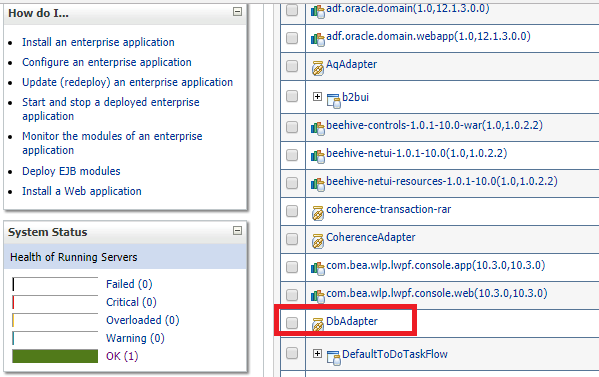 How do I...
Install an enterprise application
Configure an enterprise application
Update (redeploy) an enterprise application
Start and stop a deployed enterprise
application
Monitor the modules of an enterprise
application
Deploy EJB modules
Install a Web application
System Status
Health of Running Servers
Failed (0)
Critical (0)
Overloaded (0)
Warning (0)
OK (1)
adf.oracle.domain(1.0,12.1.3.0.0)
adf.oracle.domain.webapp(1.0,12.1.3.0.0)
AqAdapter
b2bui
beehive-controls-1.0.1-10.0-war(1.0,1.0.2.2)
beehive-netui-1.0.1-10.0(1.0,1.0.2.2)
beehive-netui-resources-1.0.1-10.0(1.0,1.0.2.2)
coherence-transaction-rar
CoherenceAdapter
com.bea.wlp.lwpf.console.app(10.3.0,10.3.0)
com.bea.wlp.lwpf.console.web(10.3.0,10.3.0)
DbAdapter
DefaultToDoTaskFlow